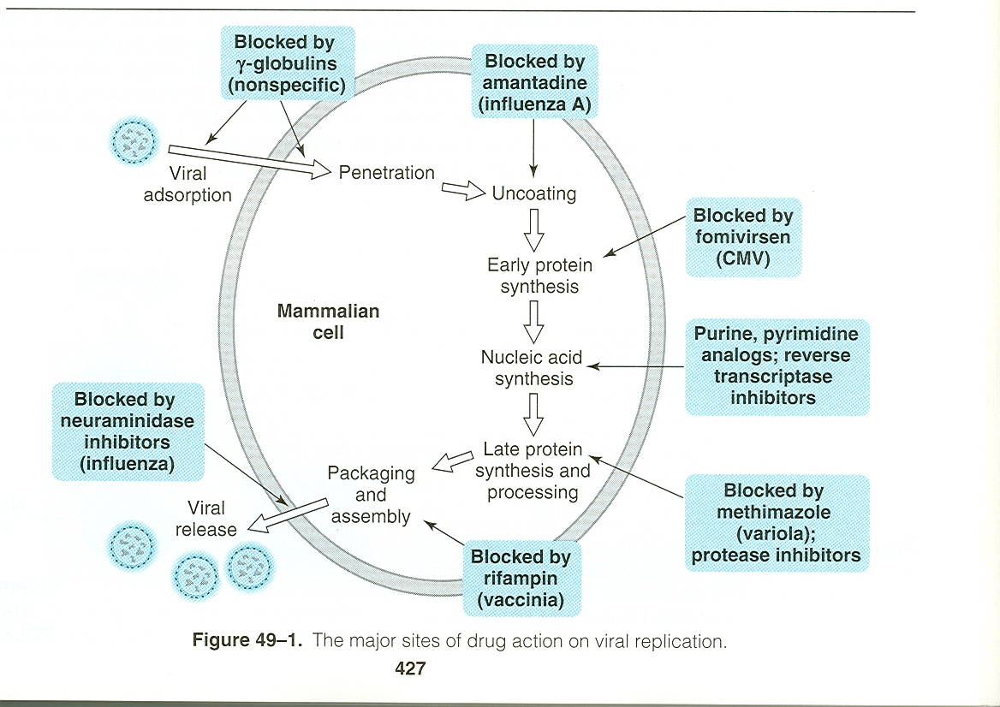 Blocked by
γ-globulins
(nonspecific)
Blocked by
amantadine
(influenza A)
Viral
adsorption
Penetration
Uncoating
Blocked by
fomivirsen
(CMV)
Early protein
synthesis
Mammalian
cell
Purine, pyrimidine
analogs; reverse
transcriptase
inhibitors
Nucleic acid
synthesis
Blocked by
neuraminidase
inhibitors
(influenza)
Late protein
synthesis and
processing
Packaging
and
assembly
Blocked by
methimazole
(variola);
protease inhibitors
Viral
release
Blocked by
rifampin
(vaccinia)
Figure 49–1. The major sites of drug action on viral replication.
427